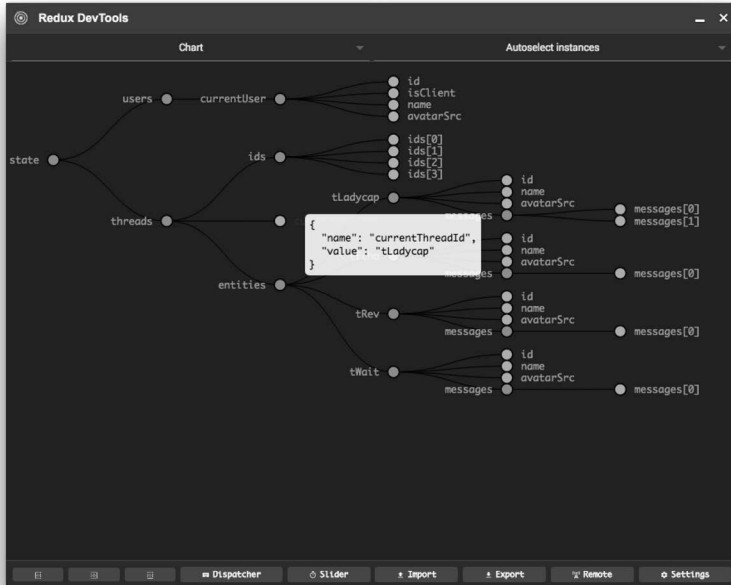 Redux DevTools
Chart
Autoselect instances
state
users
currentUser
id
isClient
name
avatarSrc
threads
ids
ids[0]
ids[1]
ids[2]
ids[3]
{
"name": "currentThreadId",
"value": "tLadycap"
}
entities
tLadycap
id
name
avatarSrc
messages
messages[0]
messages[1]
id
name
avatarSrc
messages
messages[0]
tRev
id
name
avatarSrc
messages
messages[0]
tWait
id
name
avatarSrc
messages
messages[0]
Dispatcher
Slider
Import
Export
Remote
Settings